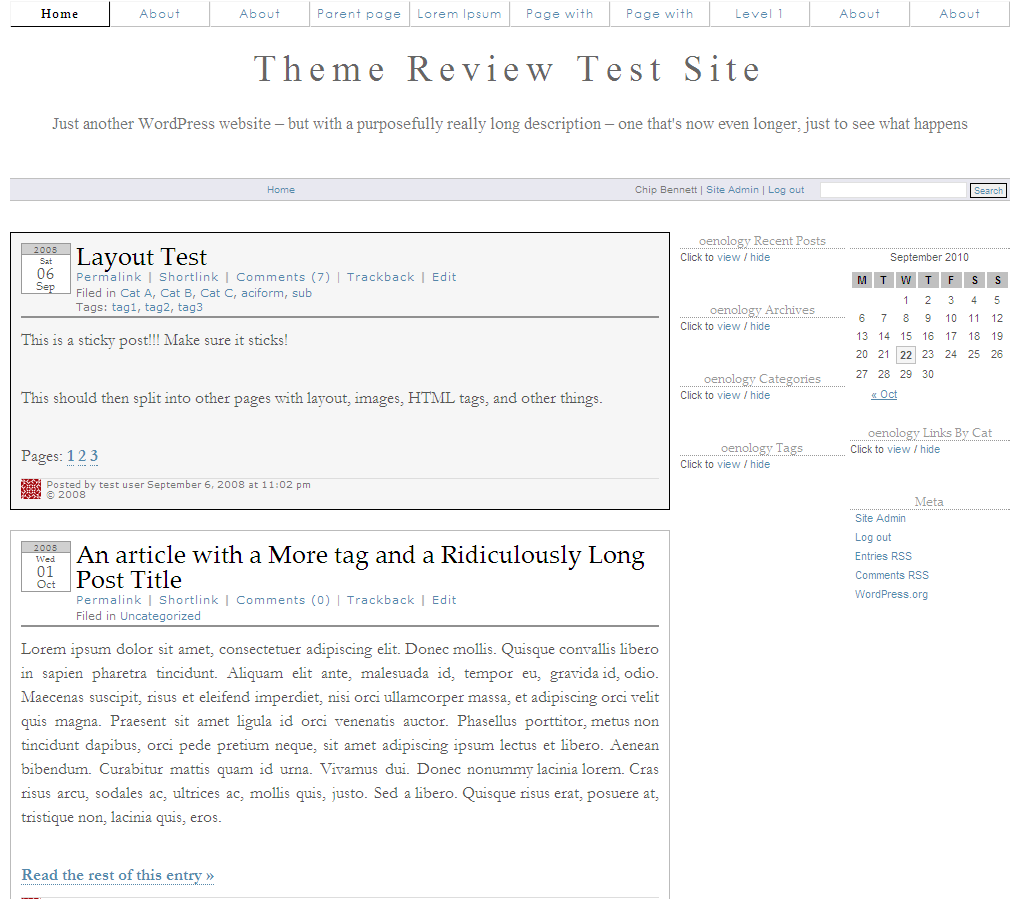 Home About About Parent page Lorem Ipsum Page with Page with Level 1 About About
Theme Review Test Site
Just another WordPress website – but with a purposefully really long description – one that's now even longer, just to see what happens
Home Chip Bennett | Site Admin | Log out Search
2008
Sat
06
Sep
Layout Test
Permalink | Shortlink | Comments (7) | Trackback | Edit
Filed in Cat A, Cat B, Cat C, aciform, sub
Tags: tag1, tag2, tag3
This is a sticky post!!! Make sure it sticks!
This should then split into other pages with layout, images, HTML tags, and other things.
Pages: 1 2 3
Posted by test user September 6, 2008 at 11:02 pm
© 2008
2008
Wed
01
Oct
An article with a More tag and a Ridiculously Long
Post Title
Permalink | Shortlink | Comments (0) | Trackback | Edit
Filed in Uncategorized
Lorem ipsum dolor sit amet, consectetuer adipiscing elit. Donec mollis. Quisque convallis libero
in sapien pharetra tincidunt. Aliquam elit ante, malesuada id, tempor eu, gravida id, odio.
Maecenas suscipit, risus et eleifend imperdiet, nisi orci ullamcorper massa, et adipiscing orci velit
quis magna. Praesent sit amet ligula id orci venenatis auctor. Phasellus porttitor, metus non
tincidunt dapibus, orci pede pretium neque, sit amet adipiscing ipsum lectus et libero. Aenean
bibendum. Curabitur mattis quam id urna. Vivamus dui. Donec nonummy lacinia lorem. Cras
risus arcu, sodales ac, ultrices ac, mollis quis, justo. Sed a libero. Quisque risus erat, posuere at,
tristique non, lacinia quis, eros.
Read the rest of this entry »
oenology Recent Posts
Click to view / hide
oenology Archives
Click to view / hide
oenology Categories
Click to view / hide
oenology Tags
Click to view / hide
September 2010
M T W T F S S
1 2 3 4 5
6 7 8 9 10 11 12
13 14 15 16 17 18 19
20 21 22 23 24 25 26
27 28 29 30
« Oct
oenology Links By Cat
Click to view / hide
Meta
Site Admin
Log out
Entries RSS
Comments RSS
WordPress.org